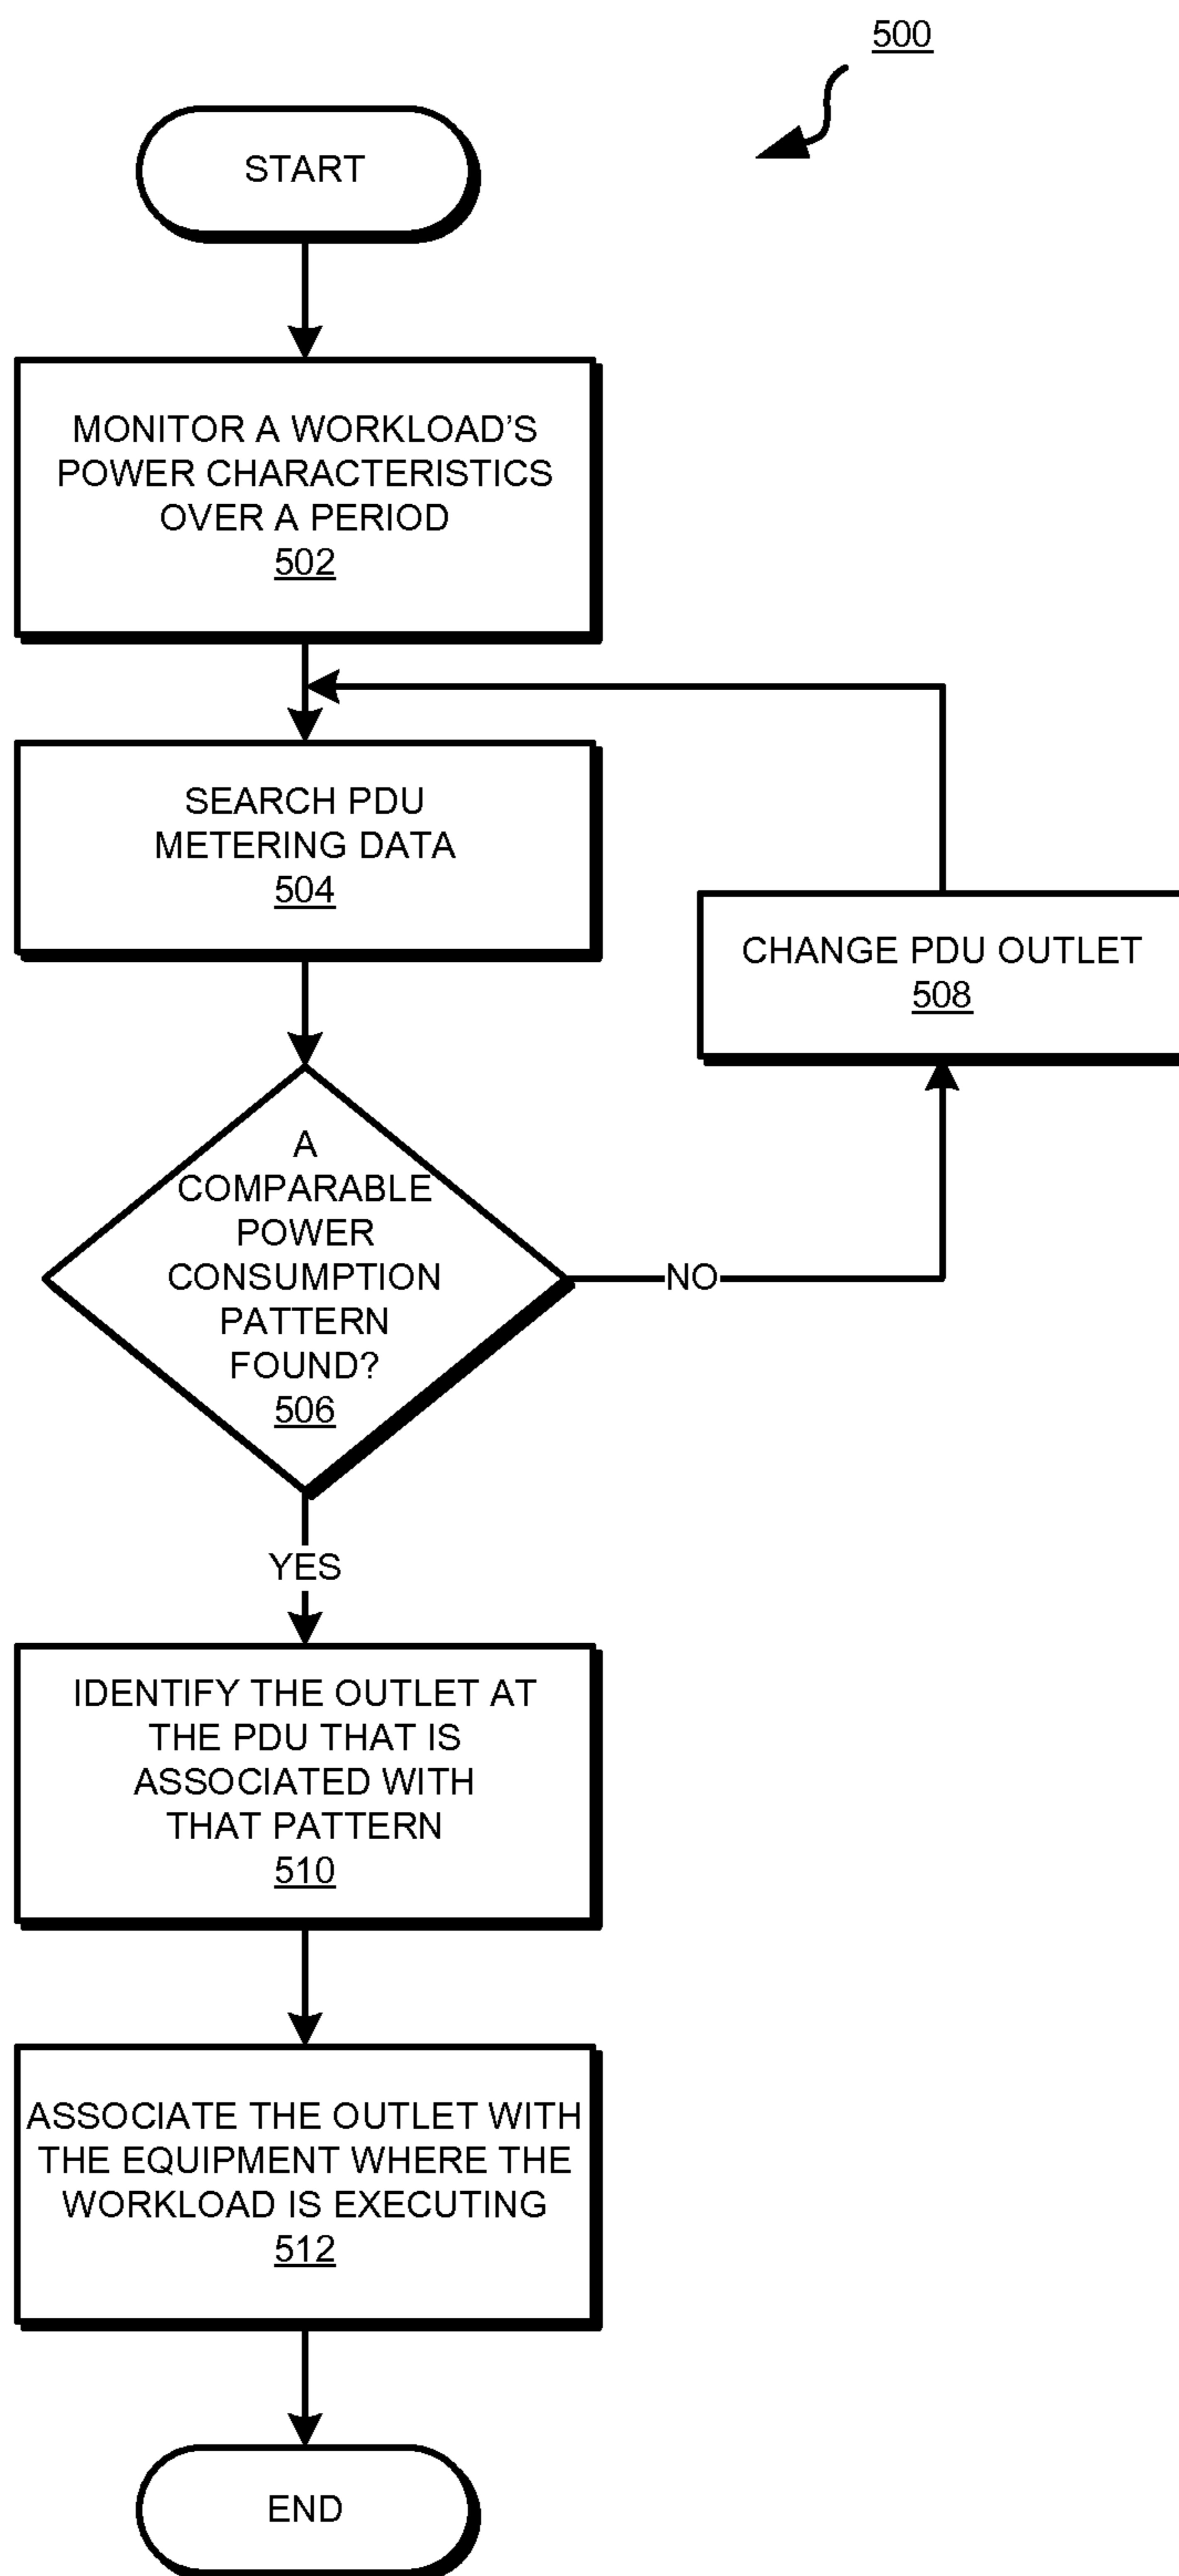 500
START
MONITOR A WORKLOAD'S
POWER CHARACTERISTICS
OVER A PERIOD
502
SEARCH PDU
METERING DATA
504
CHANGE PDU OUTLET
508
A
COMPARABLE
POWER
CONSUMPTION
PATTERN
FOUND?
506
NO
YES
IDENTIFY THE OUTLET AT
THE PDU THAT IS
ASSOCIATED WITH
THAT PATTERN
510
ASSOCIATE THE OUTLET WITH
THE EQUIPMENT WHERE THE
WORKLOAD IS EXECUTING
512
END